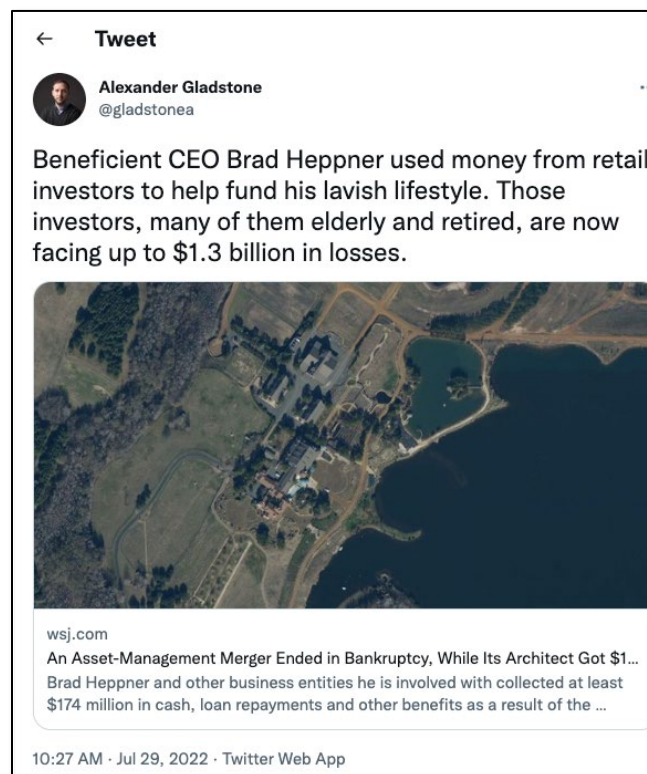 Tweet
Alexander Gladstone
@gladstonea
Beneficient CEO Brad Heppner used money from retail
investors to help fund his lavish lifestyle. Those
investors, many of them elderly and retired, are now
facing up to $1.3 billion in losses.
wsj.com
An Asset-Management Merger Ended in Bankruptcy, While Its Architect Got $1...
Brad Heppner and other business entities he is involved with collected at least
$174 million in cash, loan repayments and other benefits as a result of the ...
10:27 AM · Jul 29, 2022 · Twitter Web App